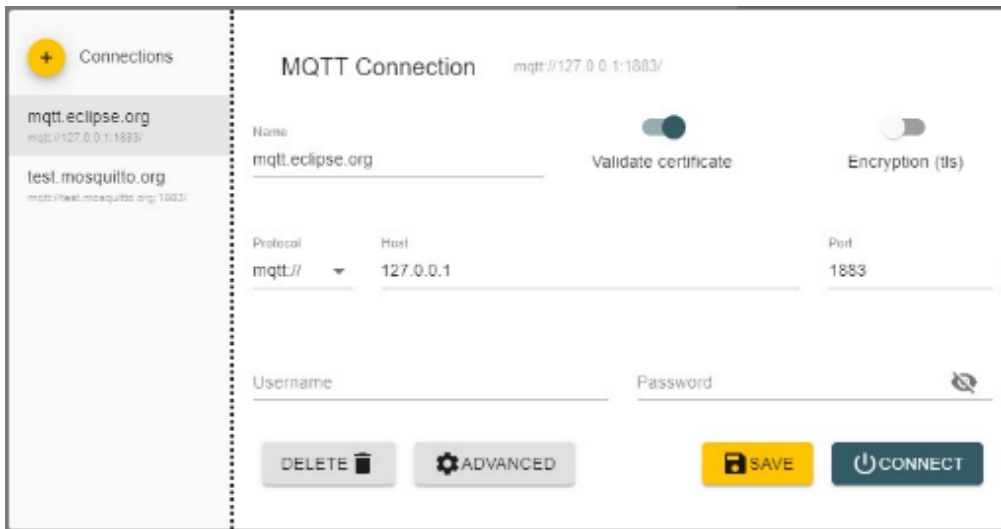 Connections
mqtt.eclipse.org
mqtt://127.0.0.1:1883/
test.mosquitto.org
mqtt://test.mosquitto.org:1883/
MQTT Connection mqtt://127.0.0.1:1883/
Name
mqtt.eclipse.org
Validate certificate
Encryption (tls)
Protocol Host Port
mqtt:// 127.0.0.1 1883
Username Password
DELETE ADVANCED SAVE CONNECT